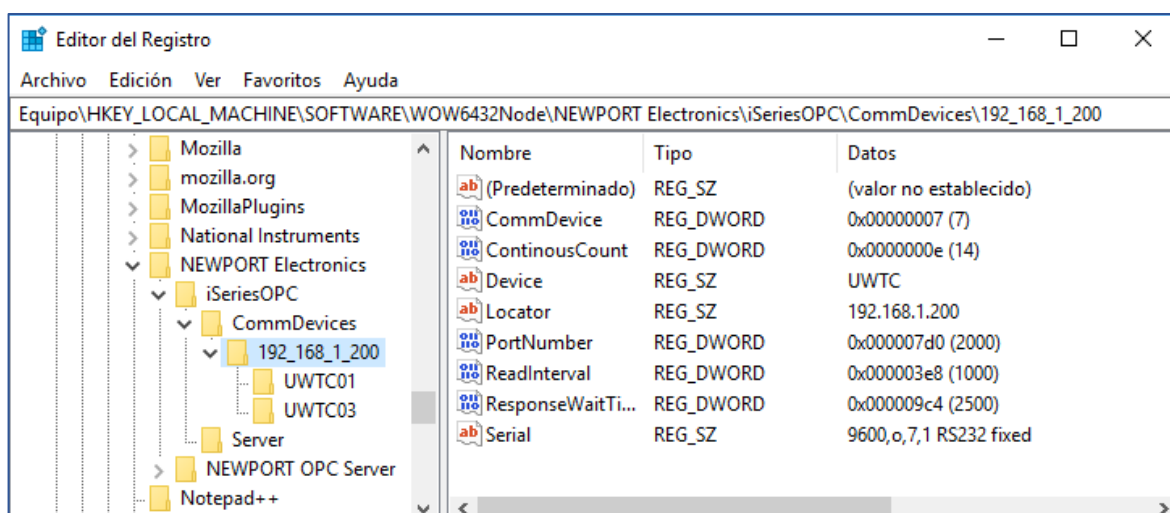 Editor del Registro
Archivo Edición Ver Favoritos Ayuda
Equipo\HKEY_LOCAL_MACHINE\SOFTWARE\WOW6432Node\NEWPORT Electronics\iSeriesOPC\CommDevices\192_168_1_200
Mozilla
mozilla.org
MozillaPlugins
National Instruments
NEWPORT Electronics
iSeriesOPC
CommDevices
192_168_1_200
UWTC01
UWTC03
Server
NEWPORT OPC Server
Notepad++
Nombre Tipo Datos
(Predeterminado) REG_SZ (valor no establecido)
CommDevice REG_DWORD 0x00000007 (7)
ContinousCount REG_DWORD 0x0000000e (14)
Device REG_SZ UWTC
Locator REG_SZ 192.168.1.200
PortNumber REG_DWORD 0x000007d0 (2000)
ReadInterval REG_DWORD 0x000003e8 (1000)
ResponseWaitTi... REG_DWORD 0x000009c4 (2500)
Serial REG_SZ 9600,o,7,1 RS232 fixed